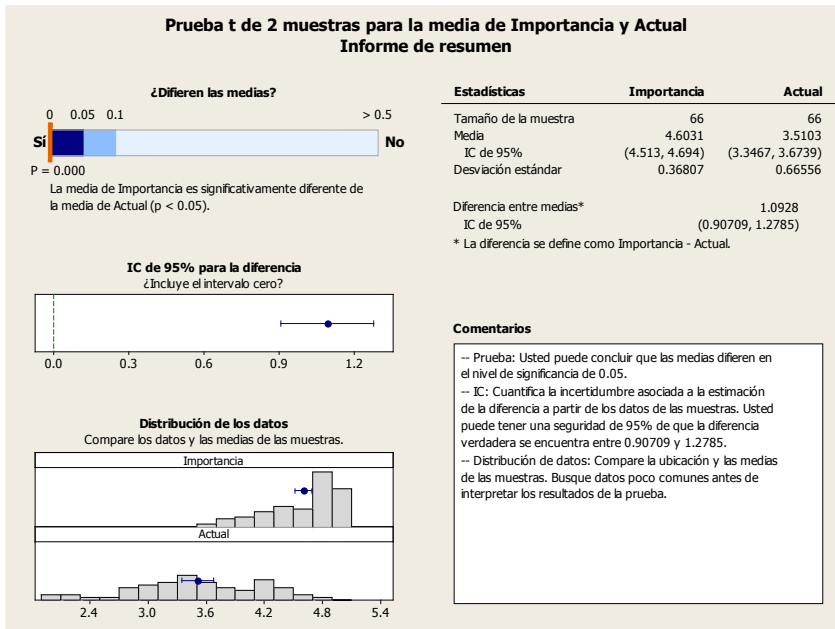 Prueba t de 2 muestras para la media de Importancia y Actual
Informe de resumen
¿Difieren las medias?
0 0.05 0.1 > 0.5
Sí No
P = 0.000
La media de Importancia es significativamente diferente de
la media de Actual (p < 0.05).
IC de 95% para la diferencia
¿Incluye el intervalo cero?
0.0 0.3 0.6 0.9 1.2
Distribución de los datos
Compare los datos y las medias de las muestras.
Importancia
Actual
2.4 3.0 3.6 4.2 4.8 5.4
Estadísticas Importancia Actual
Tamaño de la muestra 66 66
Media 4.6031 3.5103
IC de 95% (4.513, 4.694) (3.3467, 3.6739)
Desviación estándar 0.36807 0.66556
Diferencia entre medias* 1.0928
IC de 95% (0.90709, 1.2785)
* La diferencia se define como Importancia - Actual.
Comentarios
-- Prueba: Usted puede concluir que las medias difieren en
el nivel de significancia de 0.05.
-- IC: Cuantifica la incertidumbre asociada a la estimación
de la diferencia a partir de los datos de las muestras. Usted
puede tener una seguridad de 95% de que la diferencia
verdadera se encuentra entre 0.90709 y 1.2785.
-- Distribución de datos: Compare la ubicación y las medias
de las muestras. Busque datos poco comunes antes de
interpretar los resultados de la prueba.